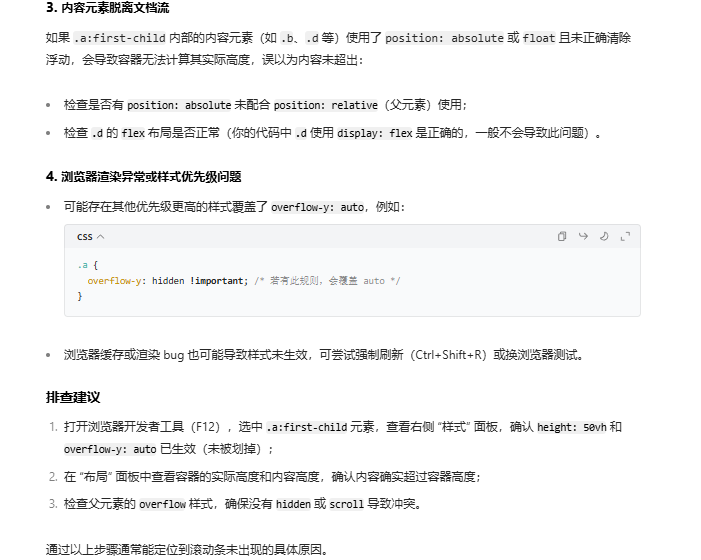 3. 内容元素脱离文档流
如果 .a:first-child 内部的内容元素（如 .b、.d 等）使用了 position: absolute 或 float 且未正确清除
浮动，会导致容器无法计算其实际高度，误以为内容未超出：
检查是否有 position: absolute 未配合 position: relative（父元素）使用；
检查 .d 的 flex 布局是否正常（你的代码中 .d 使用 display: flex 是正确的，一般不会导致此问题）。
4. 浏览器渲染异常或样式优先级问题
可能存在其他优先级更高的样式覆盖了 overflow-y: auto，例如：
css
.a {
overflow-y: hidden !important; /* 若有此规则，会覆盖 auto */
}
浏览器缓存或渲染 bug 也可能导致样式未生效，可尝试强制刷新（Ctrl+Shift+R）或换浏览器测试。
排查建议
1. 打开浏览器开发者工具（F12），选中 .a:first-child 元素，查看右侧 “样式” 面板，确认 height: 50vh 和
overflow-y: auto 已生效（未被划掉）；
2. 在 “布局” 面板中查看容器的实际高度和内容高度，确认内容确实超过容器高度；
3. 检查父元素的 overflow 样式，确保没有 hidden 或 scroll 导致冲突。
通过以上步骤通常能定位到滚动条未出现的具体原因。